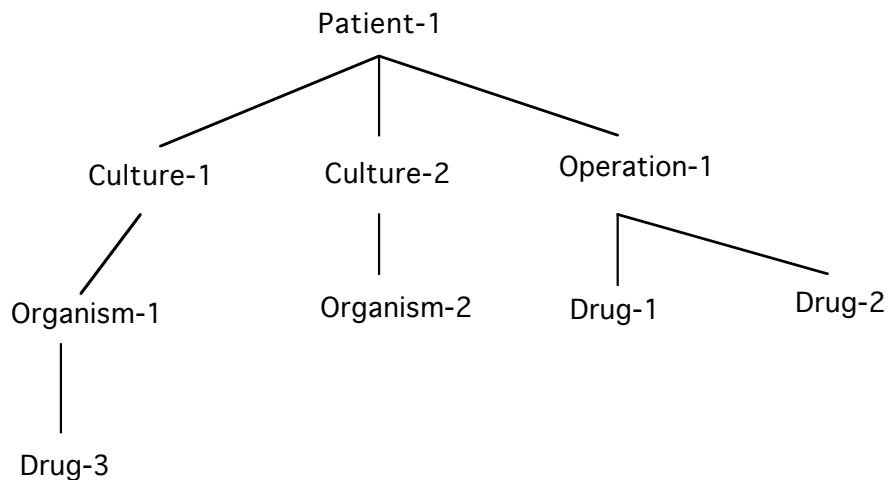 Patient-1
Culture-1
Culture-2
Operation-1
Organism-1
Organism-2
Drug-1
Drug-2
Drug-3